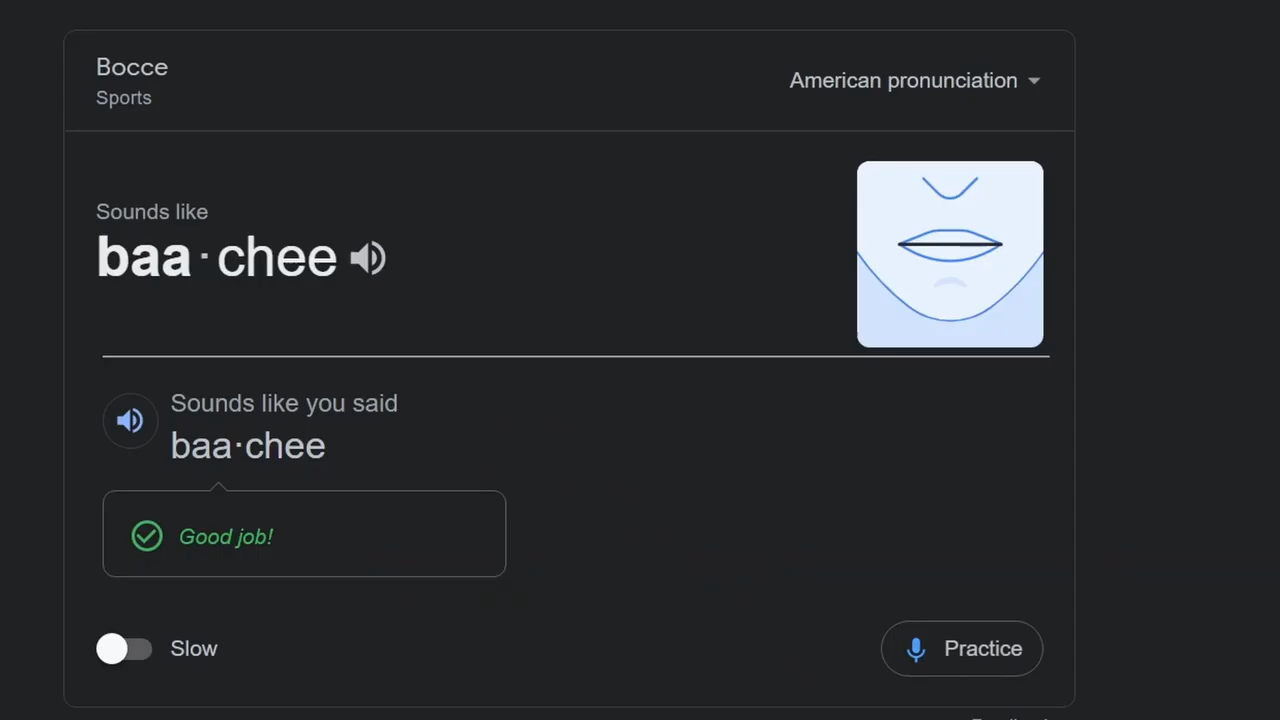 Bocce
Sports
American pronunciation
Sounds like
baa·chee
Sounds like you said
baa·chee
Good job!
Slow
Practice